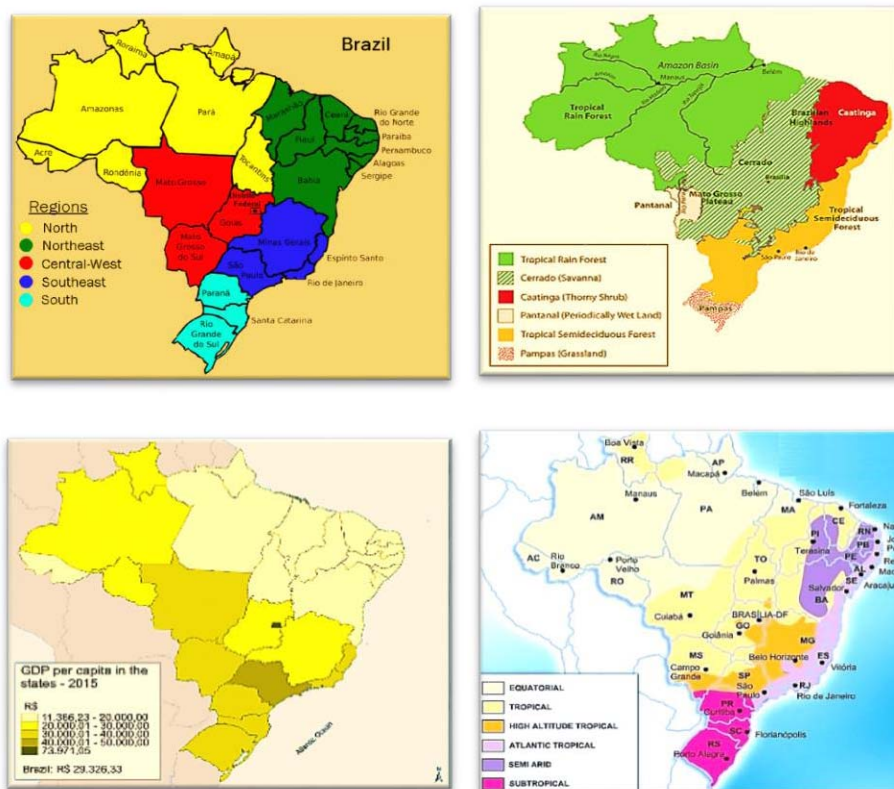 Brazil
Roraima
Amapá
Amazonas
Pará
Maranhão
Ceará
Rio Grande
do Norte
Piauí
Paraiba
Pernambuco
Alagoas
Sergipe
Acre
Rondônia
Tocantins
Bahia
Mato Grosso
Federal
Goiás
Mato
Grosso
do Sul
Minas Gerais
Espírito Santo
São
Paulo
Rio de Janeiro
Paraná
Santa Catarina
Rio
Grande
do Sul
Regions
North
Northeast
Central-West
Southeast
South
Amazon Basin
Manaus
Belém
Tropical
Rain Forest
Brazilian
Highlands
Caatinga
Cerrado
Brasília
Pantanal
Mato Grosso
Plateau
Tropical
Semideciduous
Forest
São Paulo
Rio de
Janeiro
Pampas
Tropical Rain Forest
Cerrado (Savanna)
Caatinga (Thorny Shrub)
Pantanal (Periodically Wet Land)
Tropical Semideciduous Forest
Pampas (Grassland)
GDP per capita in the
states - 2015
R$
11.366,23 - 20.000,00
20.000,01 - 30.000,00
30.000,01 - 40.000,00
40.000,01 - 50.000,00
73.971,05
Brazil: R$ 29.326,33
Atlantic Ocean
N
Boa Vista
RR
AP
Macapá
Belém
São Luís
Fortaleza
Manaus
AM
PA
MA
CE
RN
Na
PI
Teresina
PB
PE
AL
SE
Aracaju
AC
Rio
Branco
Porto
Velho
RO
TO
Palmas
Salvador
BA
MT
Cuiabá
BRASÍLIA-DF
GO
Goiânia
MG
MS
Campo
Grande
Belo Horizonte
ES
Vitória
SP
São
Paulo
RJ
Rio de Janeiro
PR
Curitiba
SC
Florianópolis
RS
Porto Alegre
EQUATORIAL
TROPICAL
HIGH ALTITUDE TROPICAL
ATLANTIC TROPICAL
SEMI ARID
SUBTROPICAL